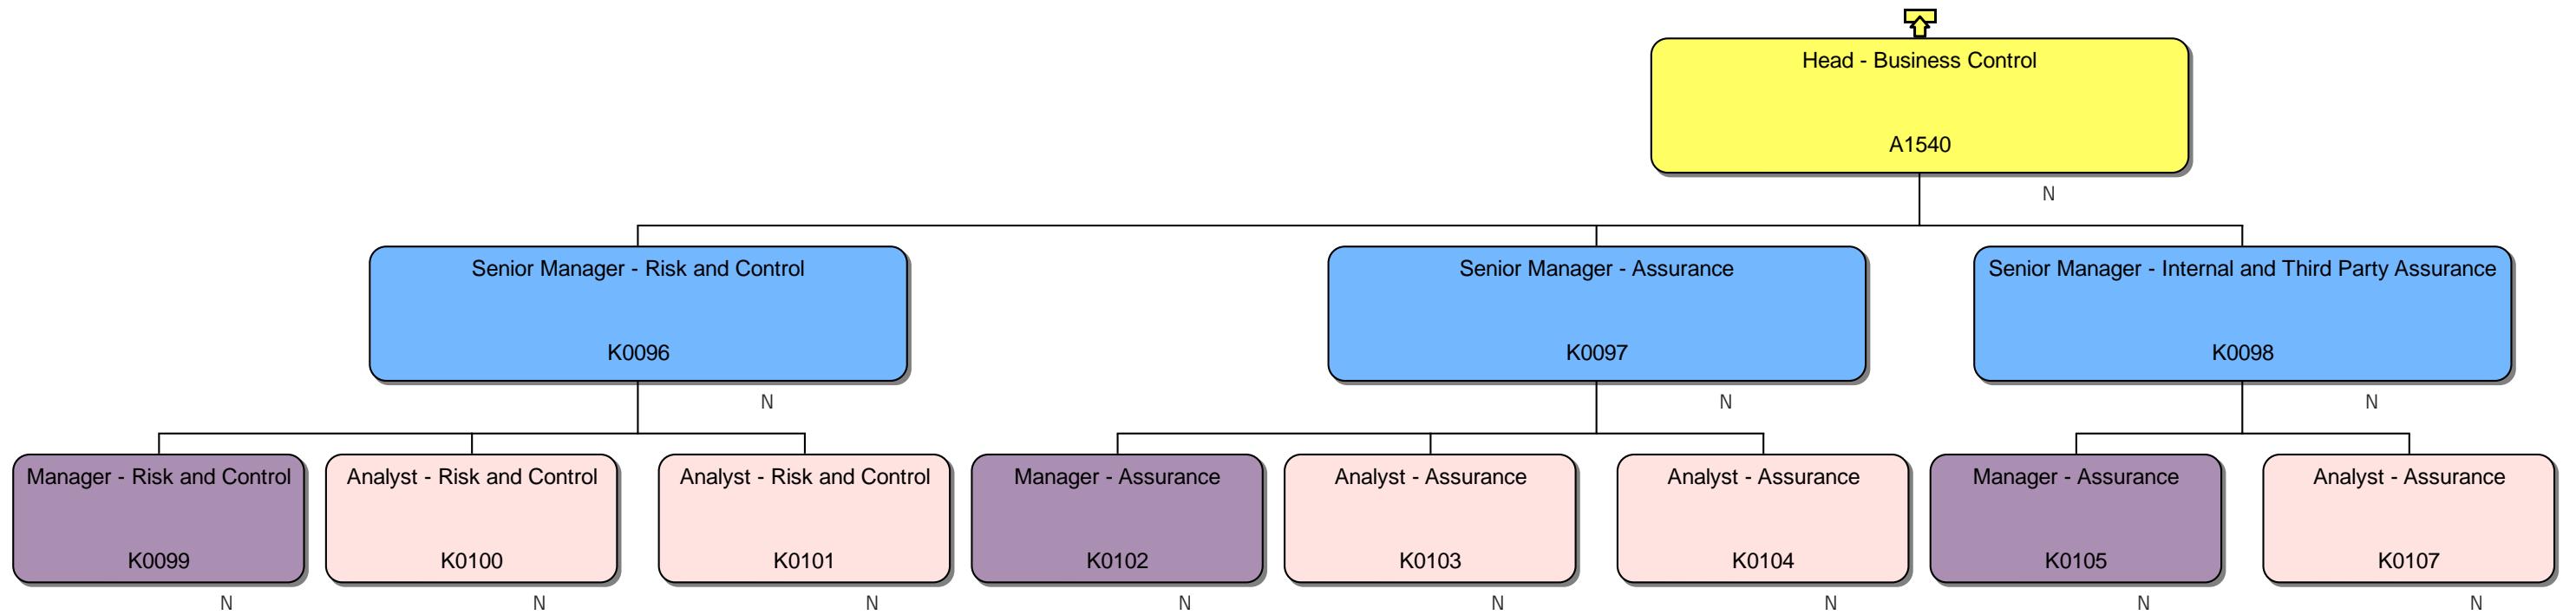 Head - Business Control
A1540
N
Senior Manager - Risk and Control
K0096
N
Senior Manager - Assurance
K0097
N
Senior Manager - Internal and Third Party Assurance
K0098
N
Manager - Risk and Control
K0099
N
Analyst - Risk and Control
K0100
N
Analyst - Risk and Control
K0101
N
Manager - Assurance
K0102
N
Analyst - Assurance
K0103
N
Analyst - Assurance
K0104
N
Manager - Assurance
K0105
N
Analyst - Assurance
K0107
N